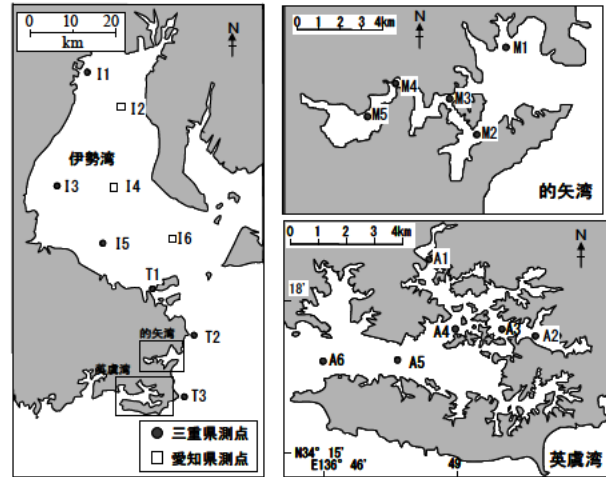 0 10 20
km
N
I1
I2
伊勢湾
I3
I4
I5
I6
T1
T2
的矢湾
英虞湾
T3
三重県測点
愛知県測点
0 1 2 3 4km
N
M1
M4
M3
M5
M2
的矢湾
0 1 2 3 4km
N
A1
18'
A4
A3
A2
A6
A5
N34° 15'
E136° 46'
49
英虞湾